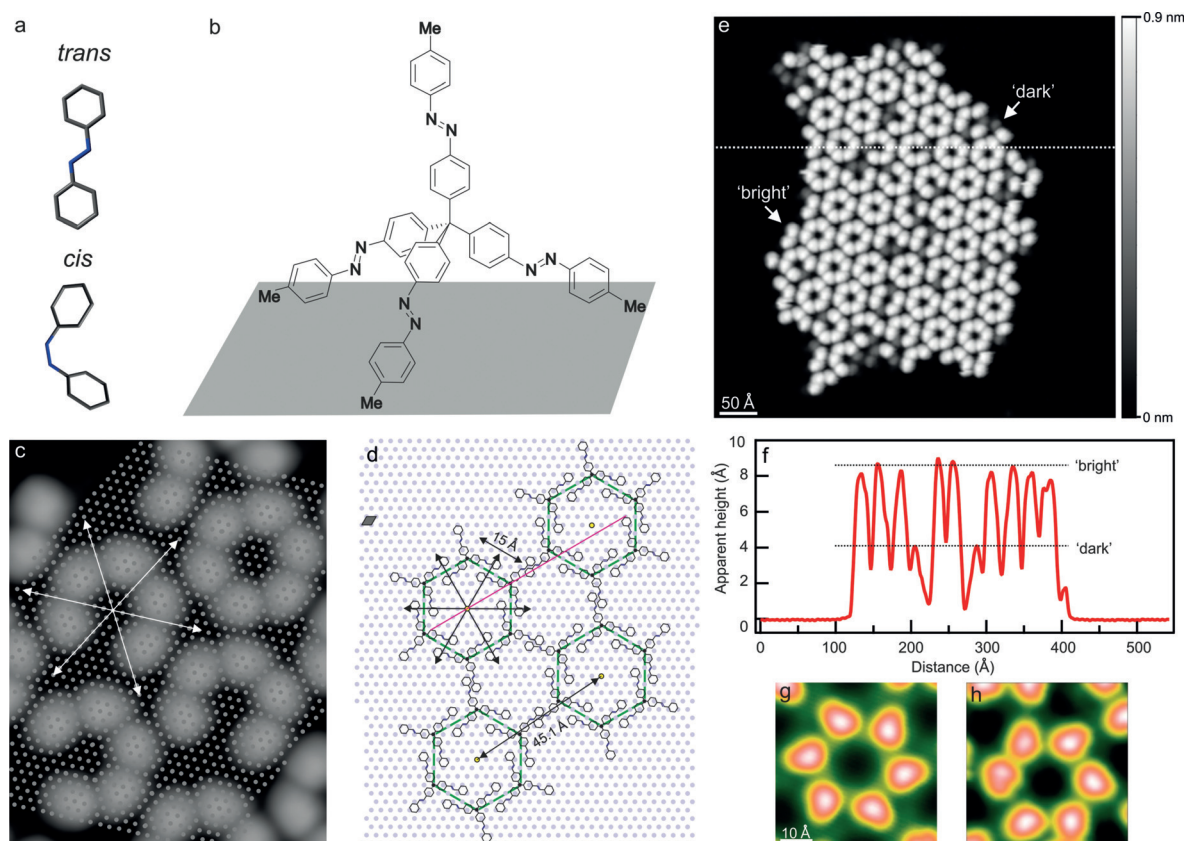 a
trans
cis
b
Me
N
N
N
N
N
N
Me
N
N
Me
Me
e
'dark'
'bright'
50 Å
0.9 nm
0 nm
c
d
15 Å
45.1 Å
f
Apparent height (Å)
10
8
6
4
2
0
'bright'
'dark'
0
100
200
300
400
500
Distance (Å)
g
10 Å
h